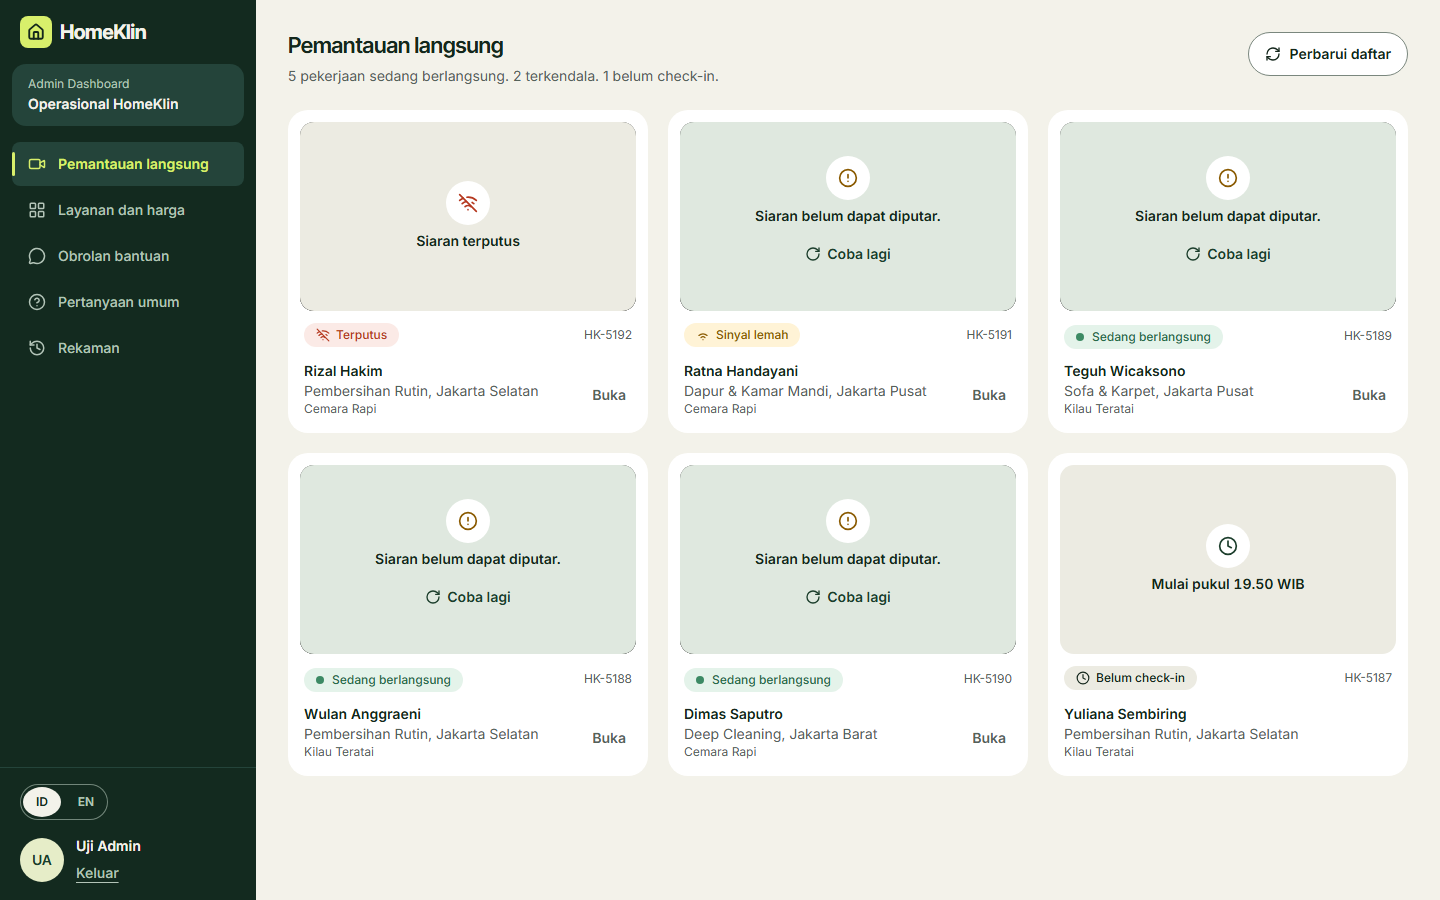 HomeKlin
Admin Dashboard
Operasional HomeKlin
Pemantauan langsung
Layanan dan harga
Obrolan bantuan
Pertanyaan umum
Rekaman
ID EN
UA
Uji Admin
Keluar
Pemantauan langsung
5 pekerjaan sedang berlangsung. 2 terkendala. 1 belum check-in.
Perbarui daftar
Siaran terputus
Terputus
HK-5192
Rizal Hakim
Pembersihan Rutin, Jakarta Selatan
Cemara Rapi
Buka
Siaran belum dapat diputar.
Coba lagi
Sinyal lemah
HK-5191
Ratna Handayani
Dapur & Kamar Mandi, Jakarta Pusat
Cemara Rapi
Buka
Siaran belum dapat diputar.
Coba lagi
Sedang berlangsung
HK-5189
Teguh Wicaksono
Sofa & Karpet, Jakarta Pusat
Kilau Teratai
Buka
Siaran belum dapat diputar.
Coba lagi
Sedang berlangsung
HK-5188
Wulan Anggraeni
Pembersihan Rutin, Jakarta Selatan
Kilau Teratai
Buka
Siaran belum dapat diputar.
Coba lagi
Sedang berlangsung
HK-5190
Dimas Saputro
Deep Cleaning, Jakarta Barat
Cemara Rapi
Buka
Mulai pukul 19.50 WIB
Belum check-in
HK-5187
Yuliana Sembiring
Pembersihan Rutin, Jakarta Selatan
Kilau Teratai